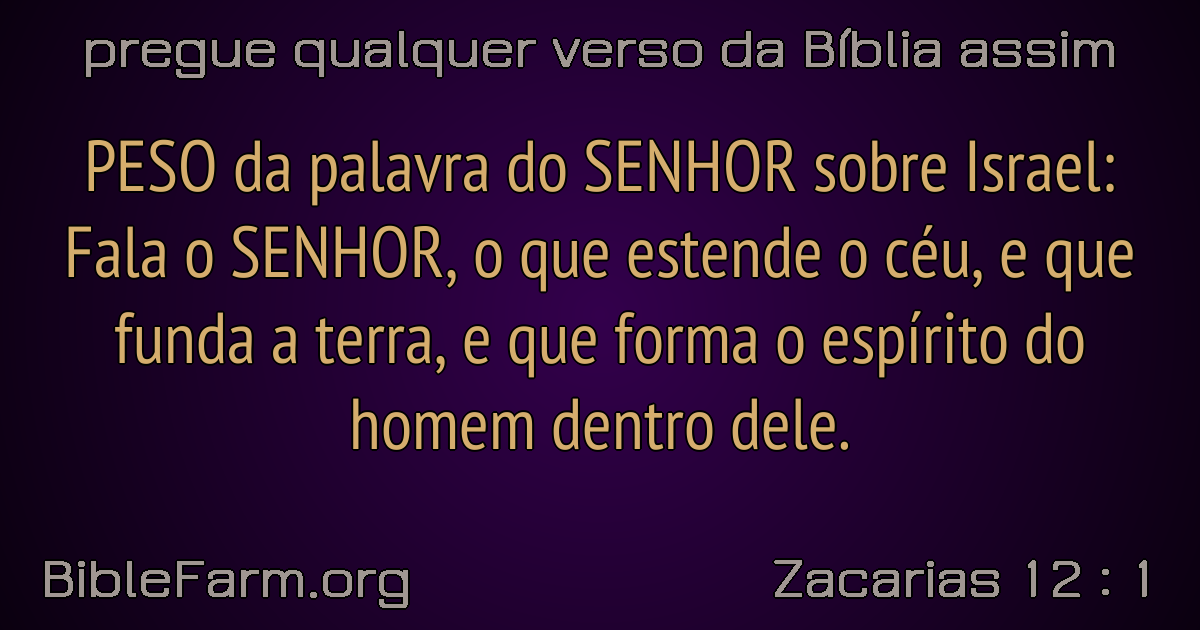 pregue qualquer verso da Bíblia assim
PESO da palavra do SENHOR sobre Israel:
Fala o SENHOR, o que estende o céu, e que
funda a terra, e que forma o espírito do
homem dentro dele.
BibleFarm.org
Zacarias 12 : 1